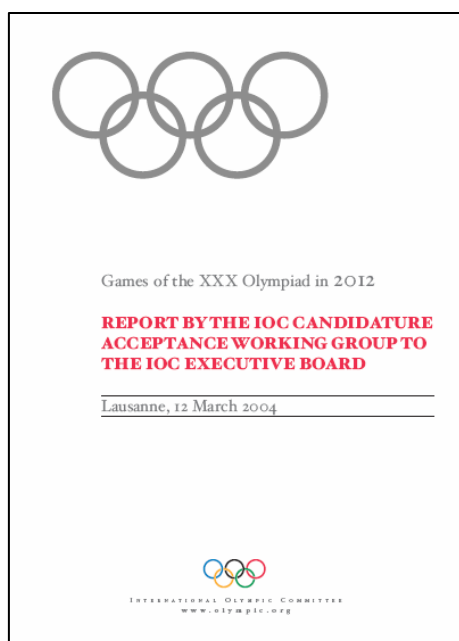 Games of the XXX Olympiad in 2012
REPORT BY THE IOC CANDIDATURE
ACCEPTANCE WORKING GROUP TO
THE IOC EXECUTIVE BOARD
Lausanne, 12 March 2004
INTERNATIONAL OLYMPIC COMMITTEE
www.olympic.org